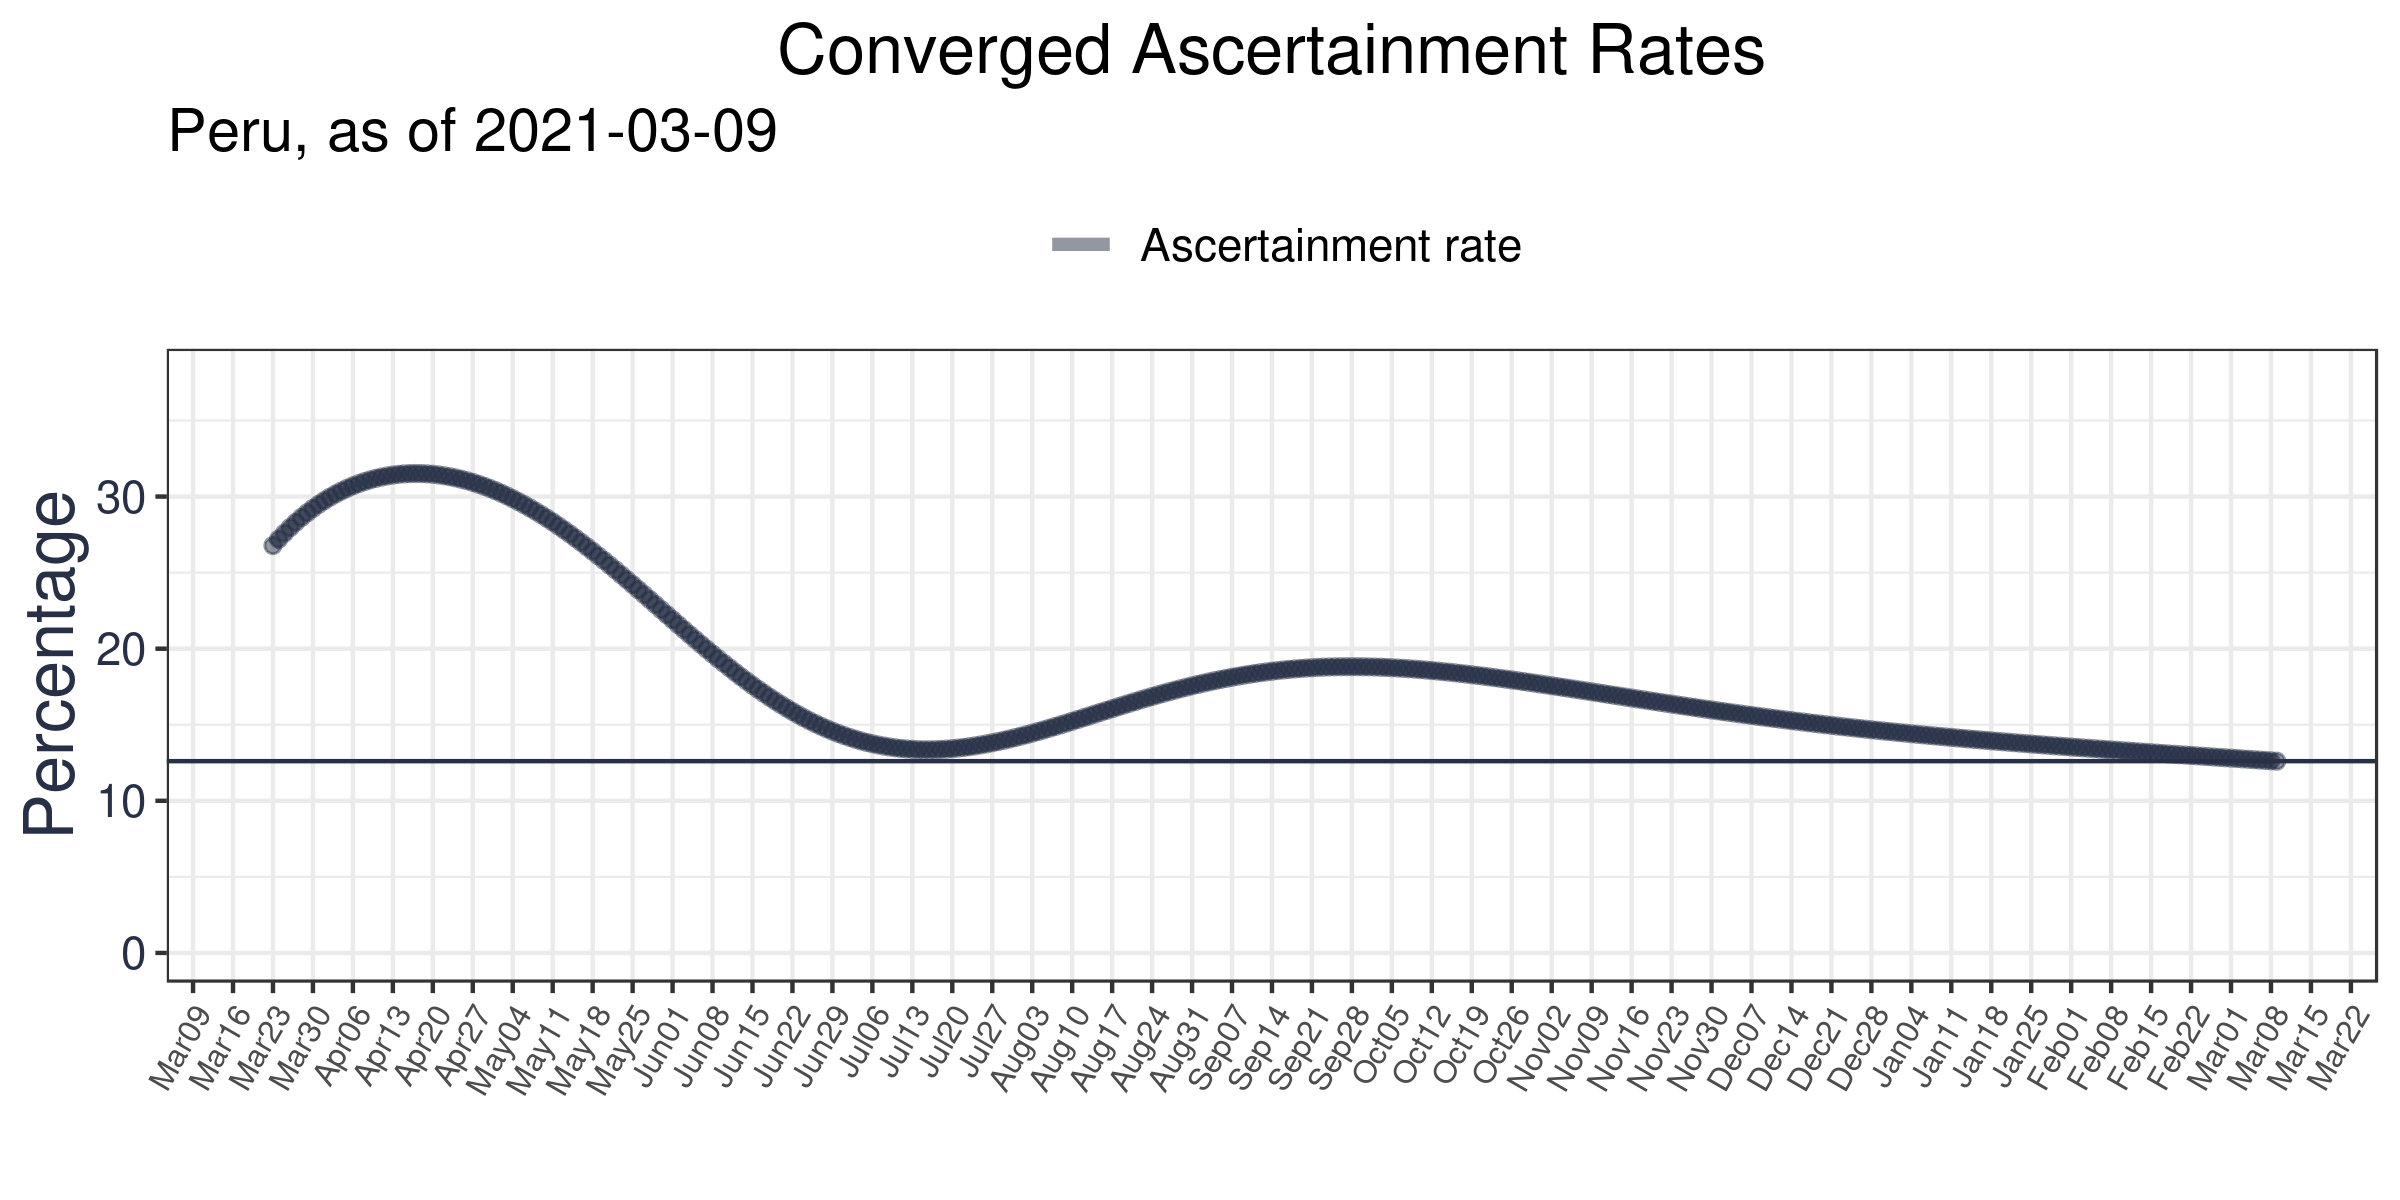 Converged Ascertainment Rates
Peru, as of 2021-03-09
Ascertainment rate
Percentage
30
20
10
0
Mar09 Mar16 Mar23 Mar30 Apr06 Apr13 Apr20 Apr27 May04 May11 May18 May25 Jun01 Jun08 Jun15 Jun22 Jun29 Jul06 Jul13 Jul20 Jul27 Aug03 Aug10 Aug17 Aug24 Aug31 Sep07 Sep14 Sep21 Sep28 Oct05 Oct12 Oct19 Oct26 Nov02 Nov09 Nov16 Nov23 Nov30 Dec07 Dec14 Dec21 Dec28 Jan04 Jan11 Jan18 Jan25 Feb01 Feb08 Feb15 Feb22 Mar01 Mar08 Mar15 Mar22